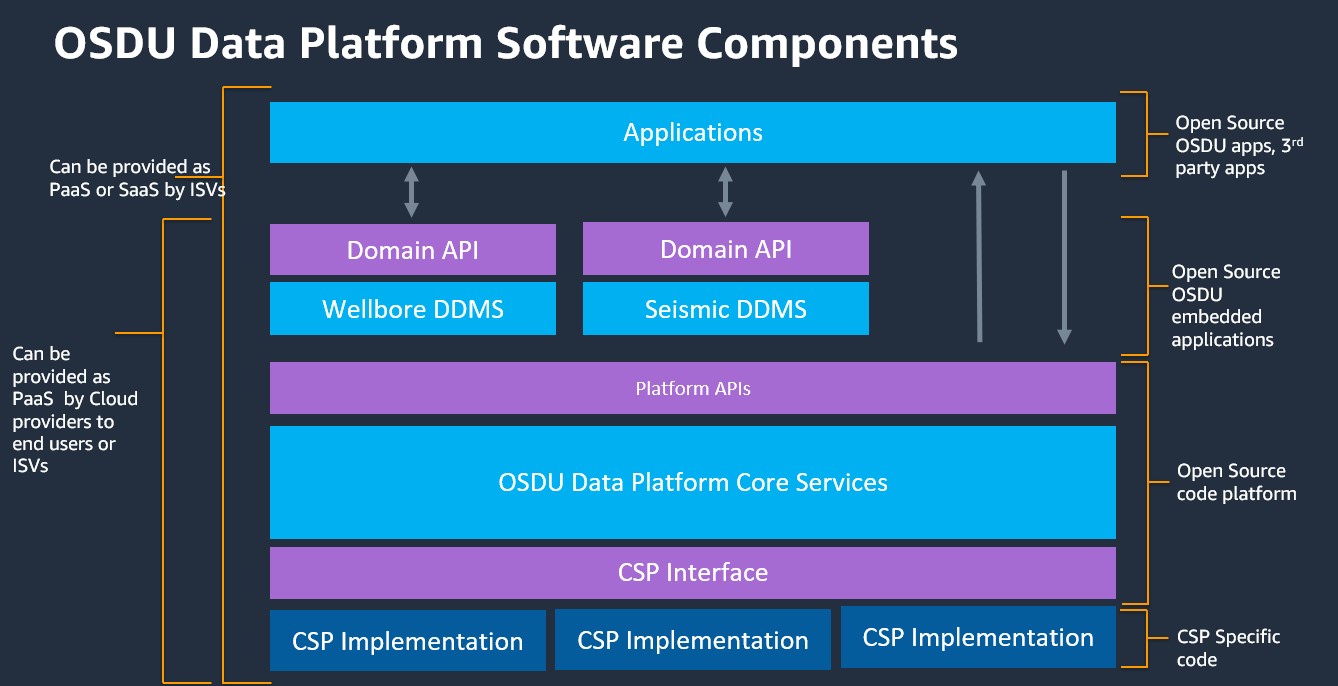 OSDU Data Platform Software Components
Applications
Open Source
OSDU apps, 3rd
party apps
Can be provided as
PaaS or SaaS by ISVs
Domain API
Domain API
Wellbore DDMS
Seismic DDMS
Open Source
OSDU
embedded
applications
Can be
provided as
PaaS by Cloud
providers to
end users or
ISVs
Platform APIs
OSDU Data Platform Core Services
Open Source
code platform
CSP Interface
CSP Implementation
CSP Implementation
CSP Implementation
CSP Specific
code